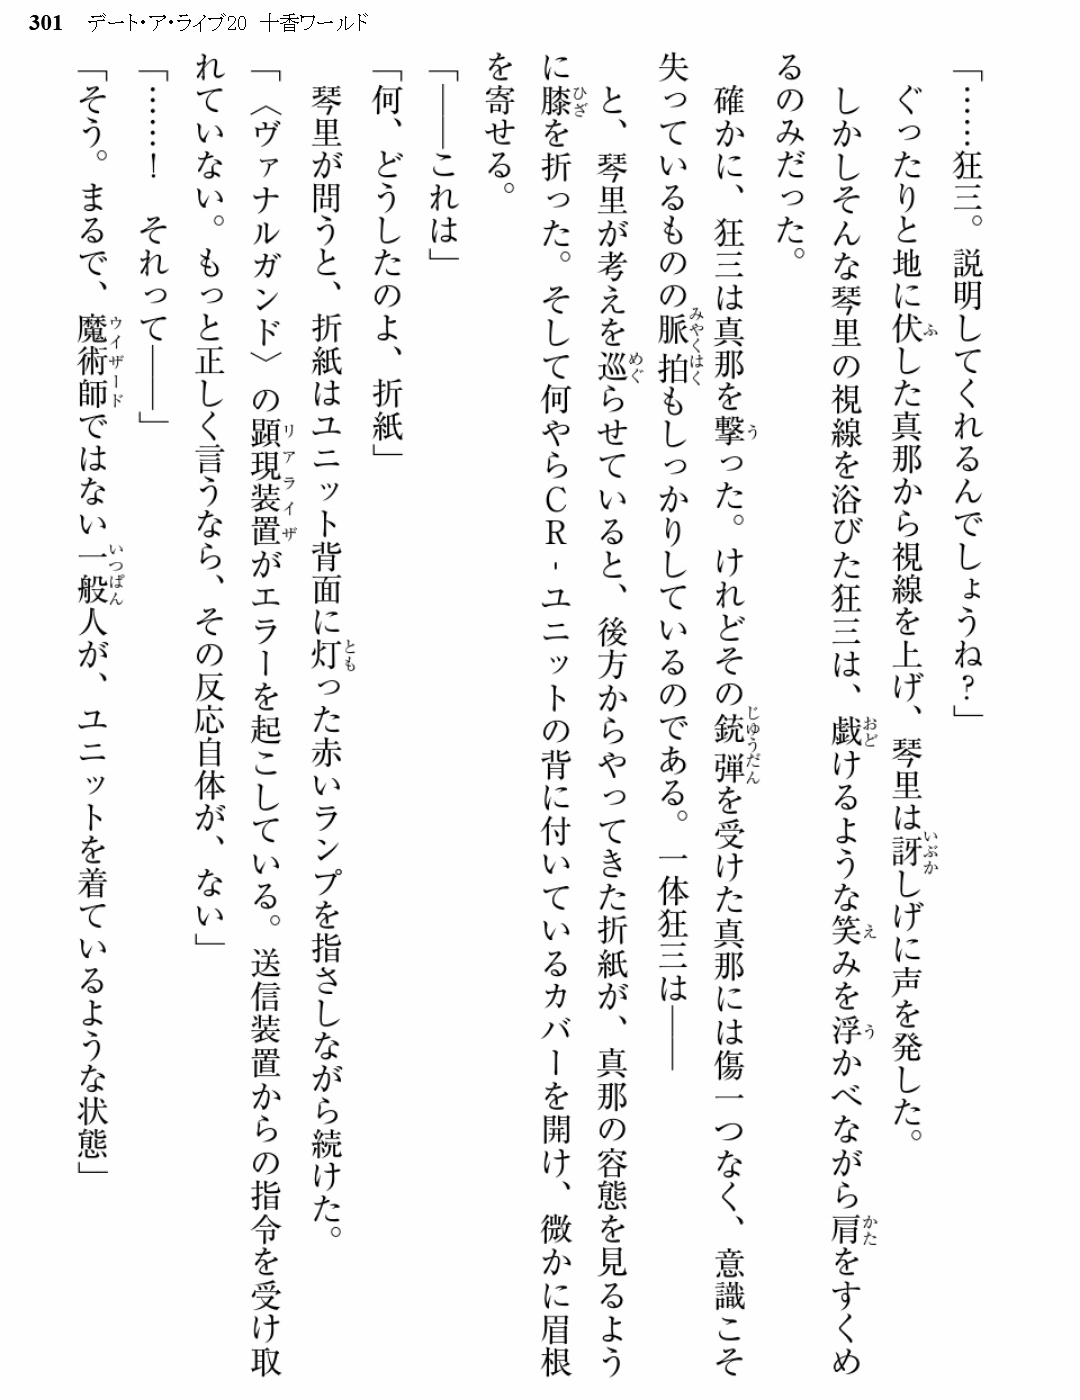 301 デート・ア・ライブ20 十香ワールド
「……狂三。説明してくれるんでしょうね？」
ぐったりと地に伏した真那から視線を上げ、琴里は訝しげに声を発した。
しかしそんな琴里の視線を浴びた狂三は、戯けるような笑みを浮かべながら肩をすくめ
るのみだった。
確かに、狂三は真那を撃った。けれどその銃弾を受けた真那には傷一つなく、意識こそ
失っているものの脈拍もしっかりしているのである。一体狂三は――
と、琴里が考えを巡らせていると、後方からやってきた折紙が、真那の容態を見るよう
に膝を折った。そして何やらＣＲ‐ユニットの背に付いているカバーを開け、微かに眉根
を寄せる。
「――これは」
「何、どうしたのよ、折紙」
琴里が問うと、折紙はユニット背面に灯った赤いランプを指さしながら続けた。
「〈ヴァナルガンド〉の顕現装置がエラーを起こしている。送信装置からの指令を受け取
れていない。もっと正しく言うなら、その反応自体が、ない」
「……！　それって――」
「そう。まるで、魔術師ではない一般人が、ユニットを着ているような状態」